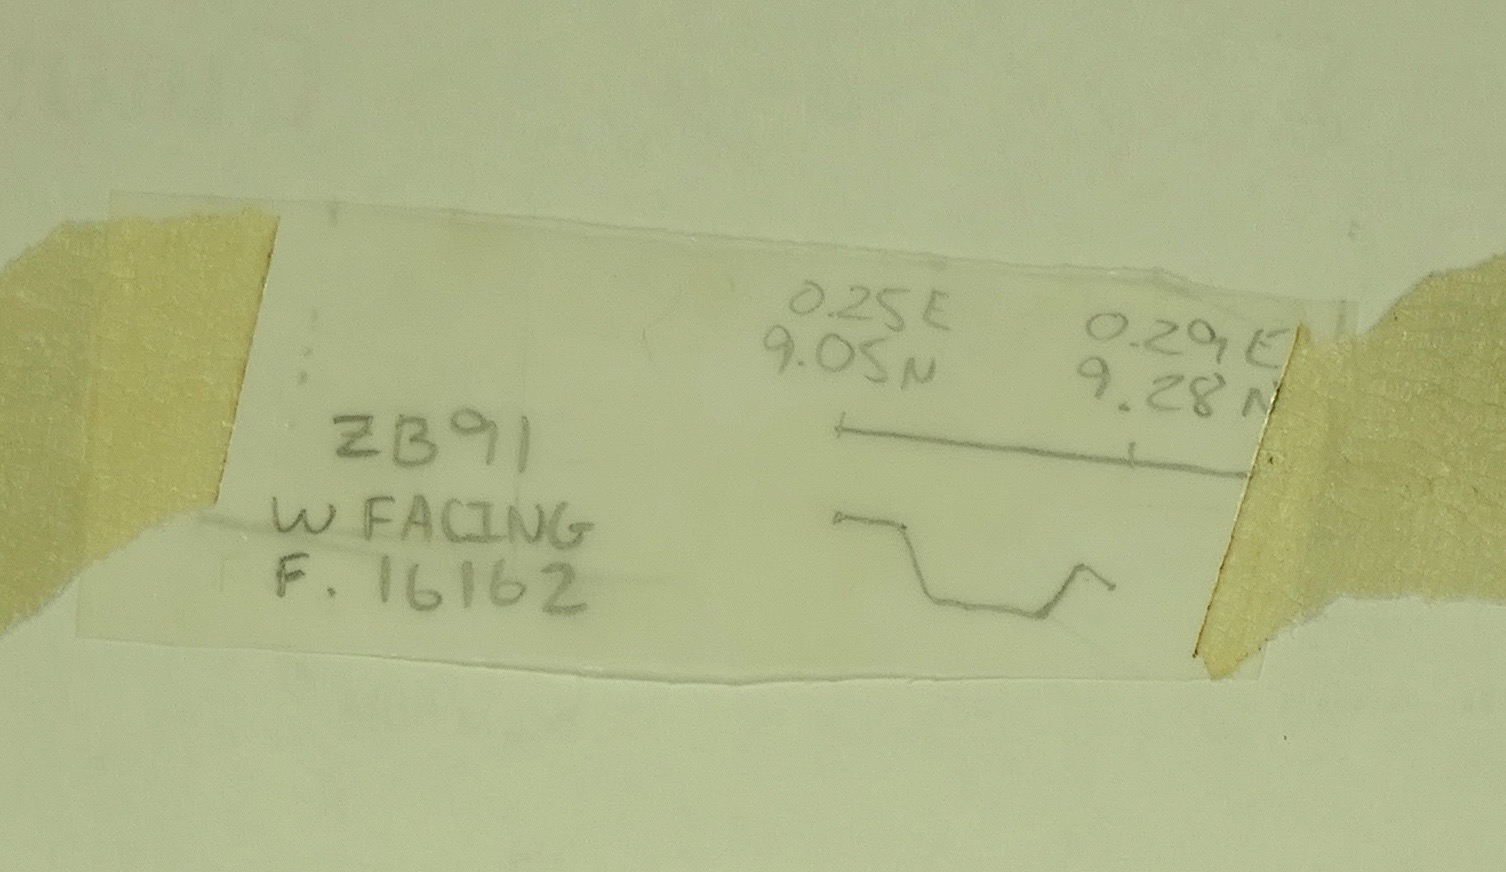 0.25E
9.05N
0.29E
9.28N
ZB91
W FACING
F. 16162